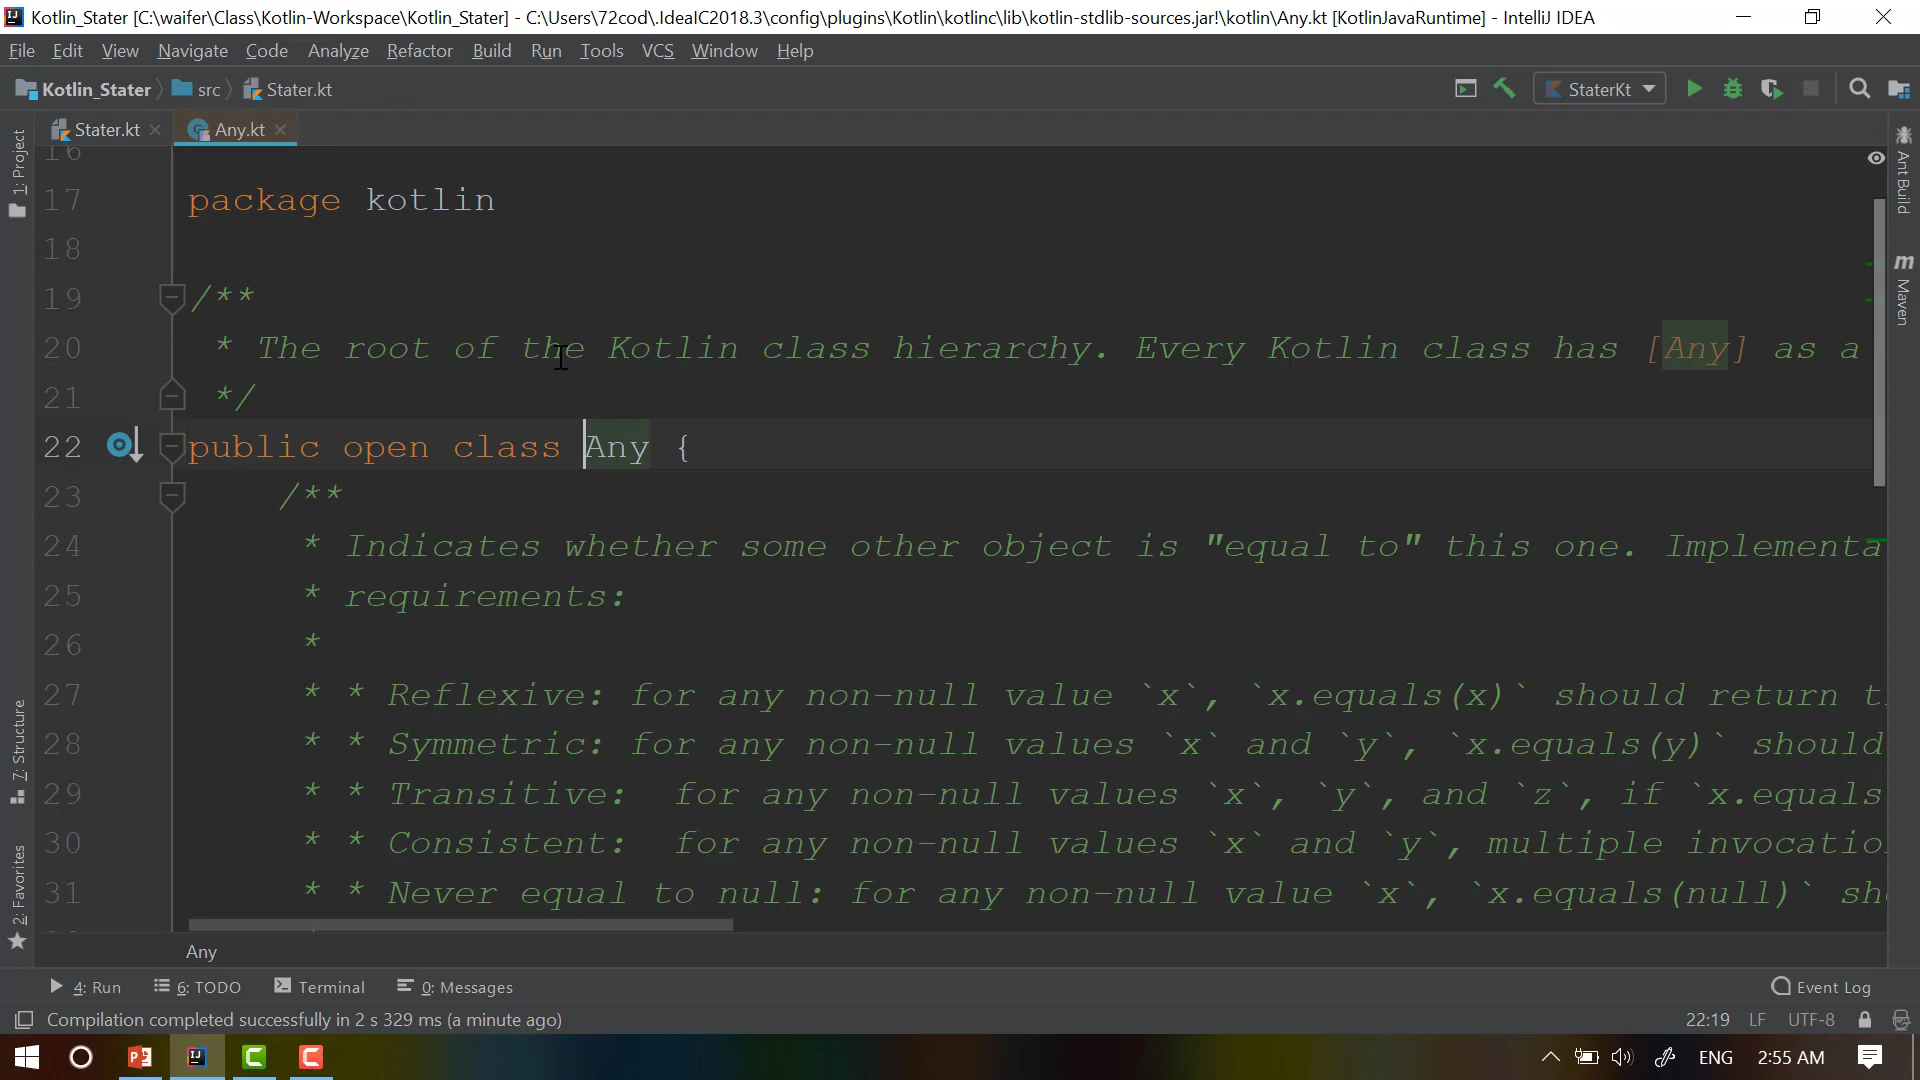 Kotlin_Stater [C:\waifer\Class\Kotlin-Workspace\Kotlin_Stater] - C:\Users\72cod\.IdeaIC2018.3\config\plugins\Kotlin\kotlinc\lib\kotlin-stdlib-sources.jar!\kotlin\Any.kt [KotlinJavaRuntime] - IntelliJ IDEA
File Edit View Navigate Code Analyze Refactor Build Run Tools VCS Window Help
Kotlin_Stater src Stater.kt StaterKt
Stater.kt Any.kt
1: Project
7: Structure
2: Favorites
Ant Build
m Maven
16
17 package kotlin
18
19 /**
20 * The root of the Kotlin class hierarchy. Every Kotlin class has [Any] as a
21 */
22 public open class Any {
23 /**
24 * Indicates whether some other object is "equal to" this one. Implementa
25 * requirements:
26 *
27 * * Reflexive: for any non-null value `x`, `x.equals(x)` should return t
28 * * Symmetric: for any non-null values `x` and `y`, `x.equals(y)` should
29 * * Transitive:  for any non-null values `x`, `y`, and `z`, if `x.equals
30 * * Consistent:  for any non-null values `x` and `y`, multiple invocatio
31 * * Never equal to null: for any non-null value `x`, `x.equals(null)` sh
Any
4: Run 6: TODO Terminal 0: Messages Event Log
Compilation completed successfully in 2 s 329 ms (a minute ago) 22:19 LF UTF-8
ENG 2:55 AM